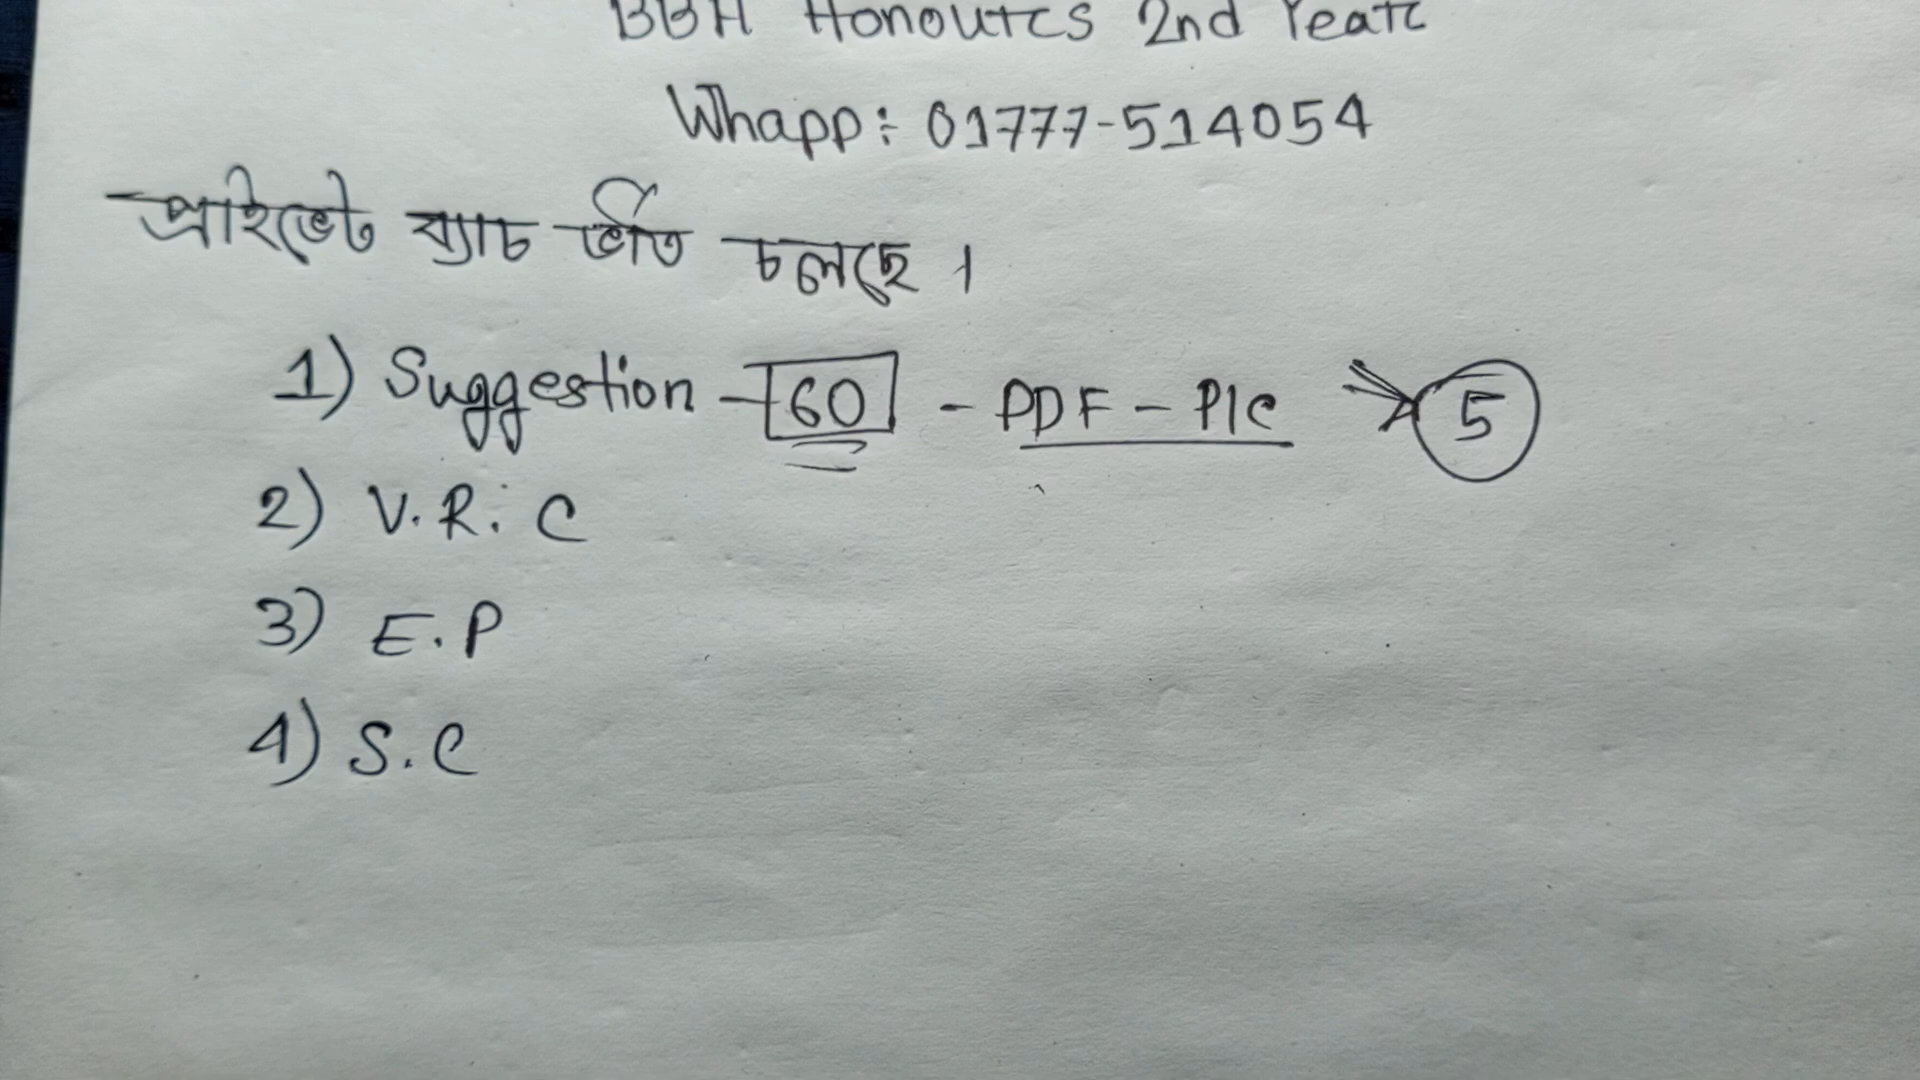 BBA Honours 2nd Year
Whapp: 01777-514054
প্রাইভেট ব্যাচ ভর্তি চলছে।
1) Suggestion - 60 - PDF - PIC → 5
2) V.R.C
3) E.P
4) S.C